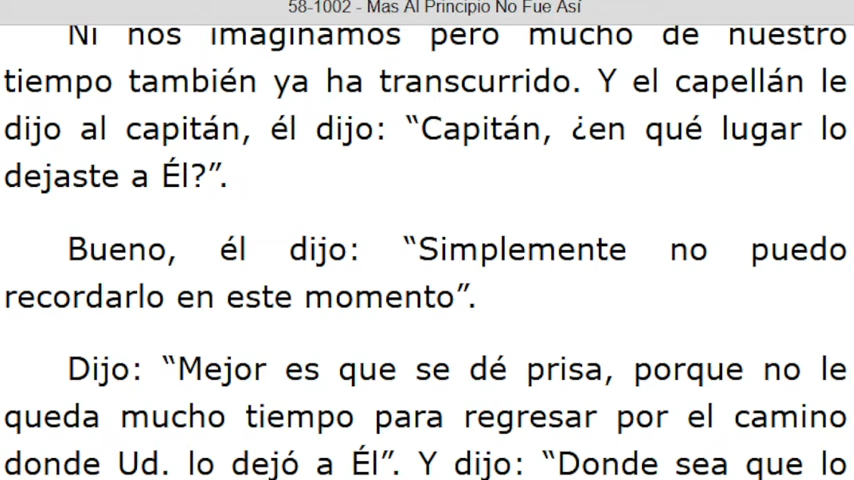 58-1002 - Mas Al Principio No Fue Así
Ni nos imaginamos pero mucho de nuestro
tiempo también ya ha transcurrido. Y el capellán le
dijo al capitán, él dijo: “Capitán, ¿en qué lugar lo
dejaste a Él?”.
Bueno, él dijo: “Simplemente no puedo
recordarlo en este momento”.
Dijo: “Mejor es que se dé prisa, porque no le
queda mucho tiempo para regresar por el camino
donde Ud. lo dejó a Él”. Y dijo: “Donde sea que lo